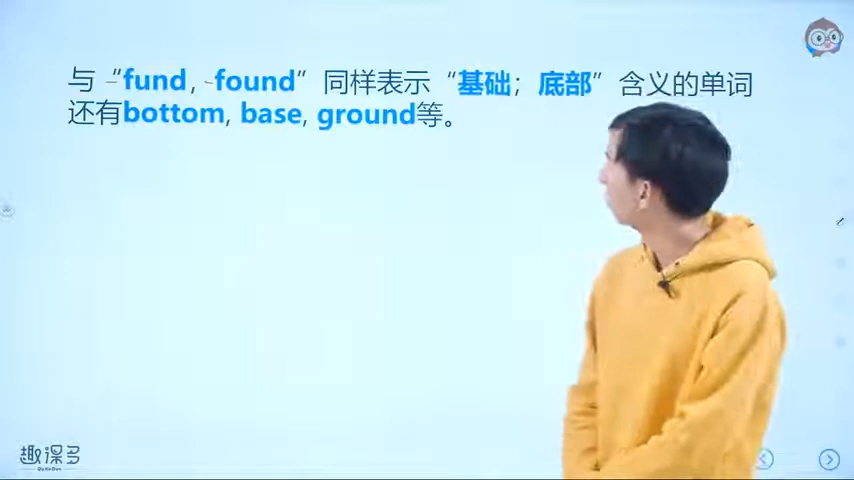 与“-fund, -found”同样表示“基础；底部”含义的单词
还有bottom, base, ground等。
趣课多
QuKeDuo